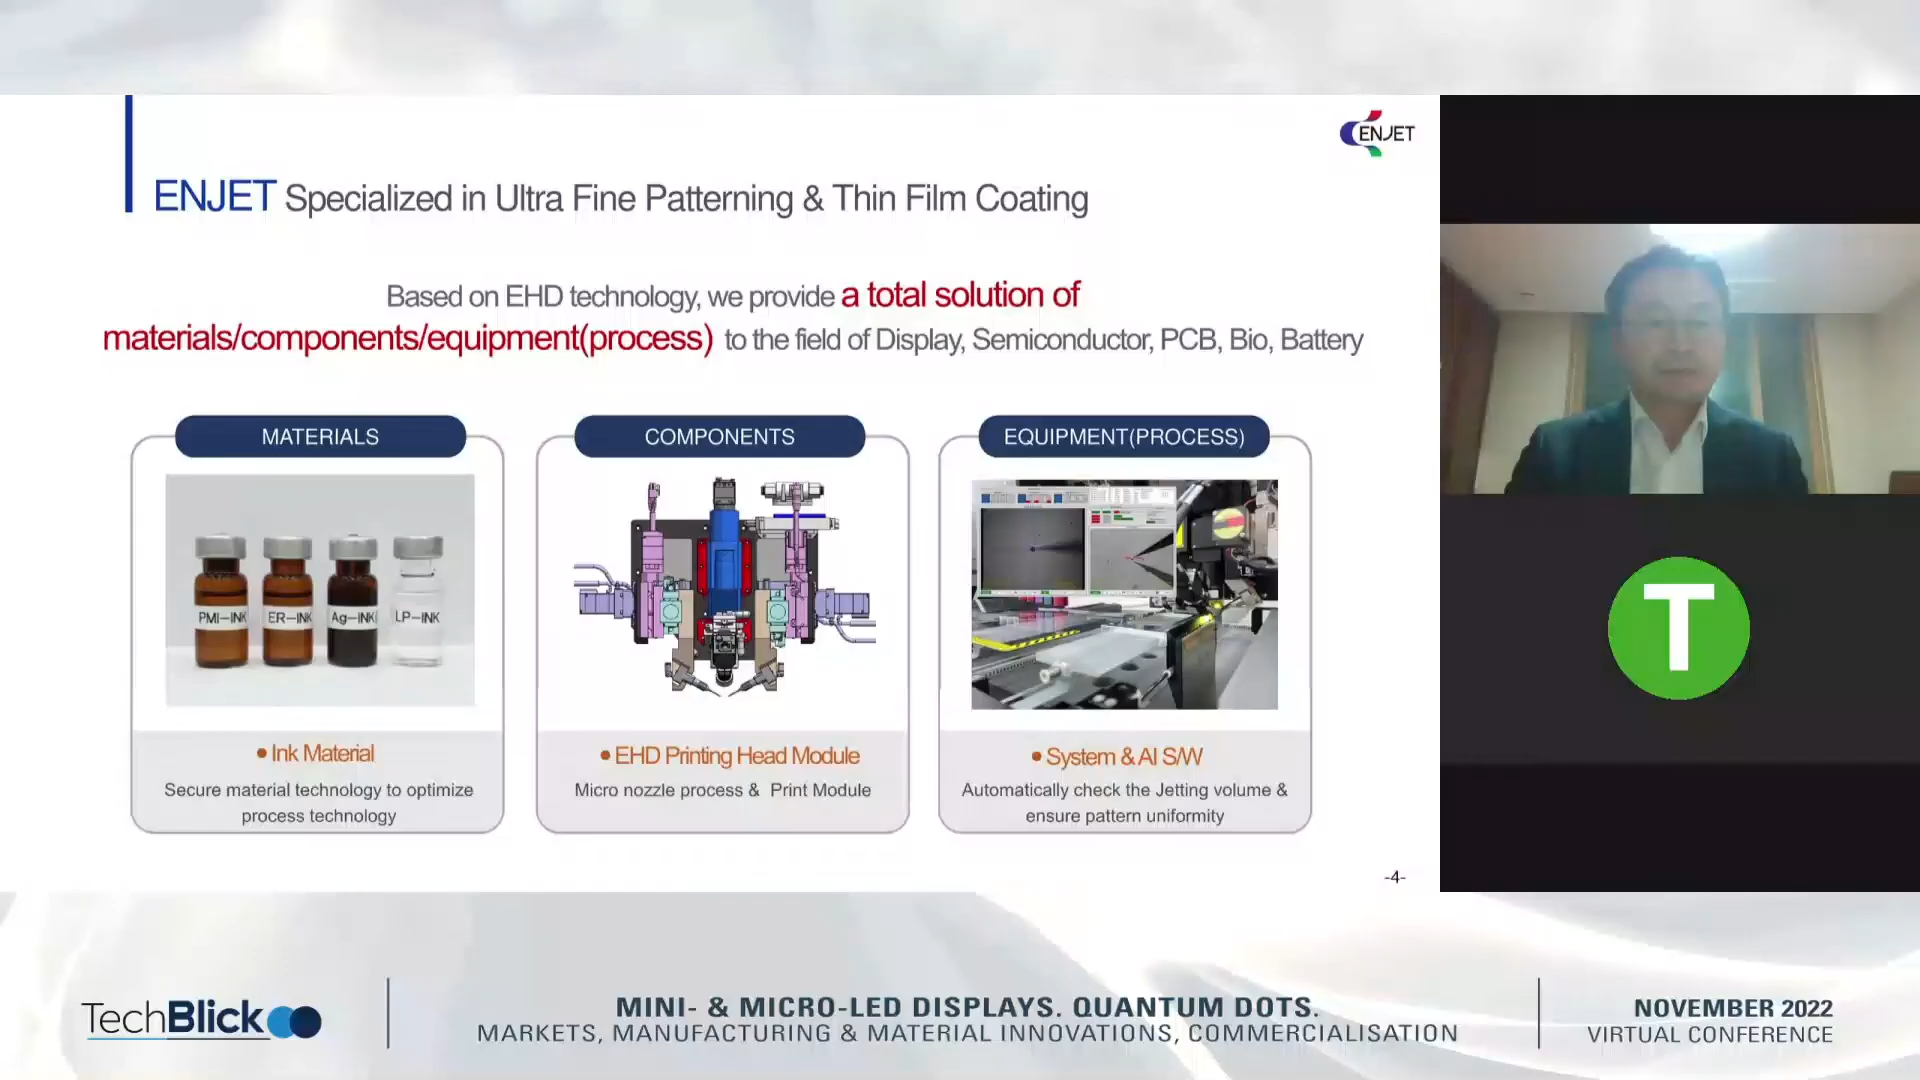 ENJET
ENJET Specialized in Ultra Fine Patterning & Thin Film Coating
Based on EHD technology, we provide a total solution of
materials/components/equipment(process) to the field of Display, Semiconductor, PCB, Bio, Battery
MATERIALS
COMPONENTS
EQUIPMENT(PROCESS)
PMI-INK
ER-INK
Ag-INK
LP-INK
• Ink Material
Secure material technology to optimize
process technology
• EHD Printing Head Module
Micro nozzle process & Print Module
• System & AI S/W
Automatically check the Jetting volume &
ensure pattern uniformity
-4-
T
TechBlick
MINI- & MICRO-LED DISPLAYS. QUANTUM DOTS.
MARKETS, MANUFACTURING & MATERIAL INNOVATIONS, COMMERCIALISATION
NOVEMBER 2022
VIRTUAL CONFERENCE